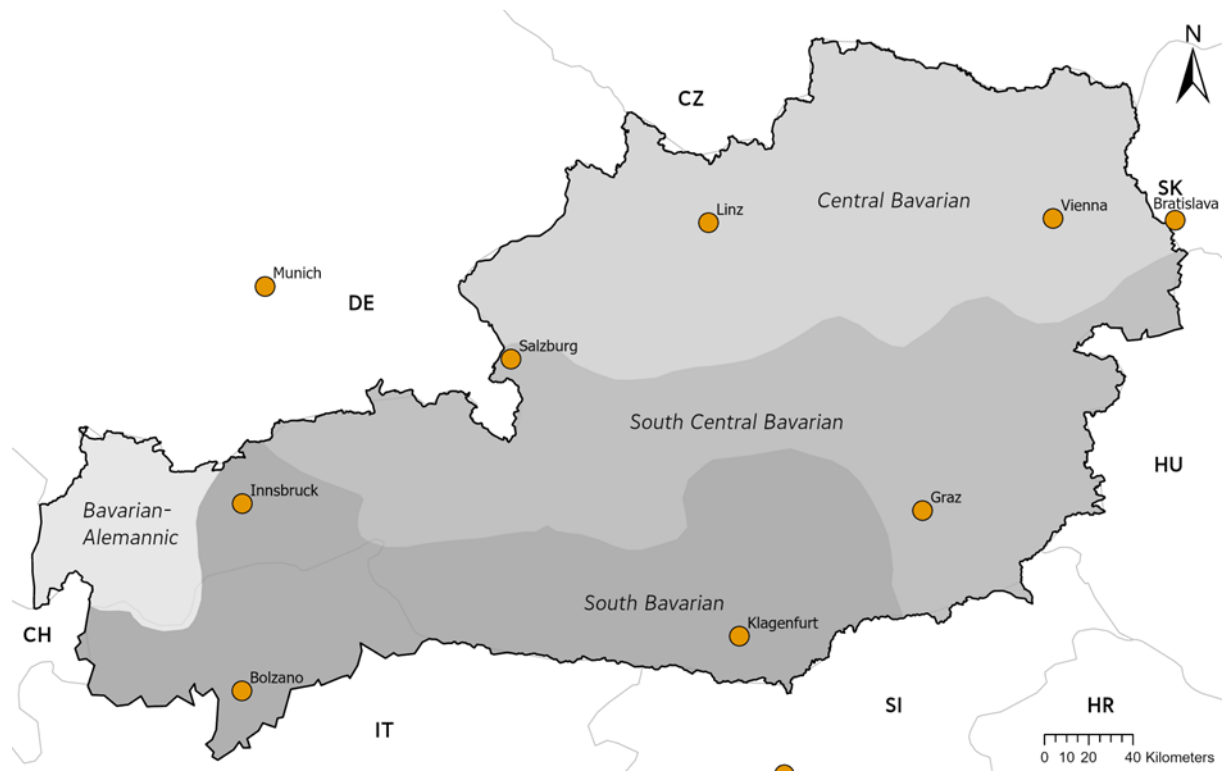 N
CZ
SK
Bratislava
Linz
Central Bavarian
Vienna
Munich
DE
Salzburg
South Central Bavarian
HU
Innsbruck
Graz
Bavarian-
Alemannic
South Bavarian
Klagenfurt
CH
Bolzano
IT
SI
HR
0 10 20 40 Kilometers